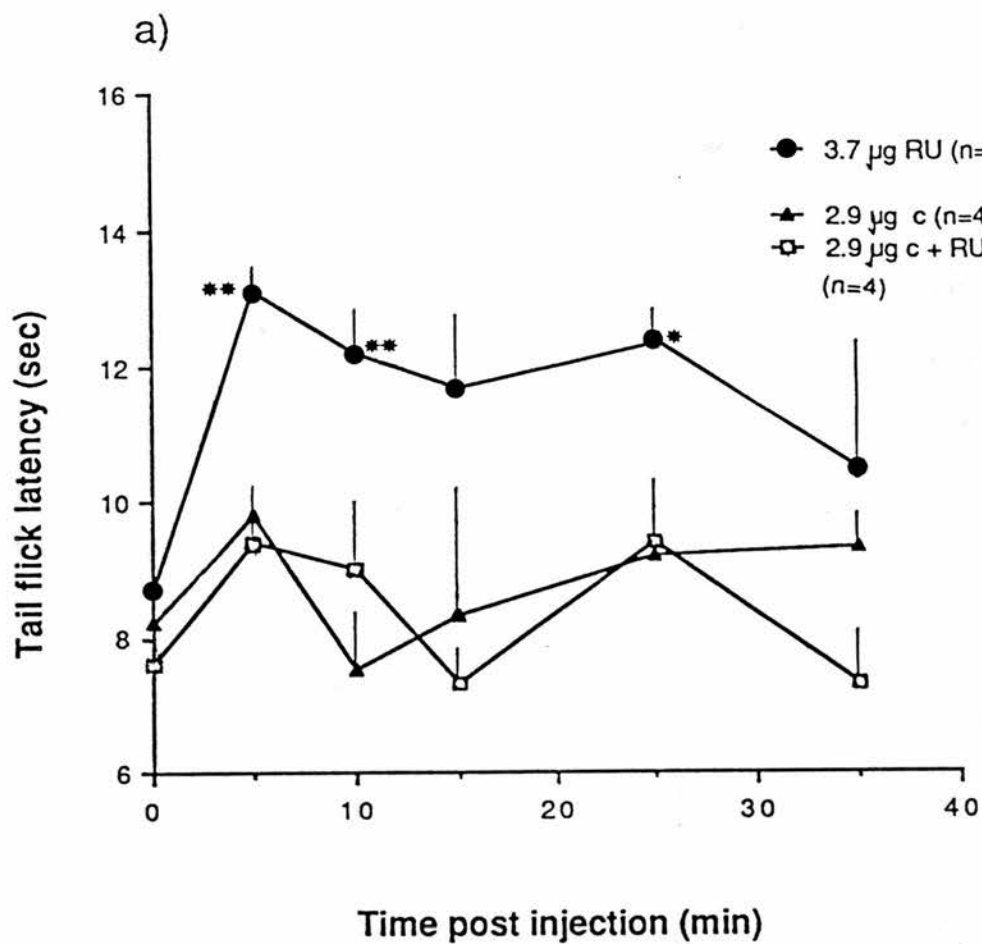 a)
16
14
12
10
8
6
0
10
20
30
40
Tail flick latency (sec)
Time post injection (min)
3.7 µg RU (n=
2.9 µg c (n=4
2.9 µg c + RU
(n=4)
**
**
*